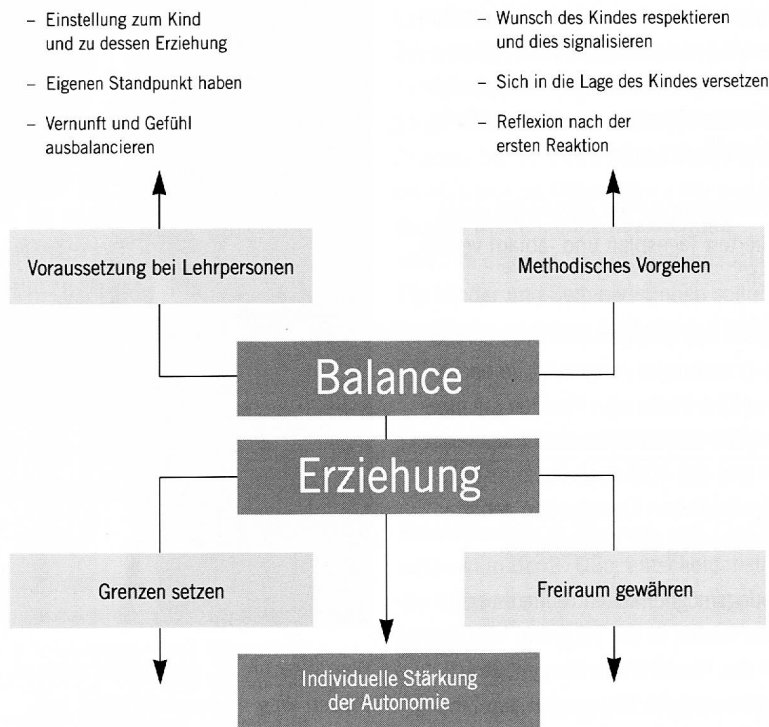 – Einstellung zum Kind
und zu dessen Erziehung
– Eigenen Standpunkt haben
– Vernunft und Gefühl
ausbalancieren
– Wunsch des Kindes respektieren
und dies signalisieren
– Sich in die Lage des Kindes versetzen
– Reflexion nach der
ersten Reaktion
Voraussetzung bei Lehrpersonen
Methodisches Vorgehen
Balance
Erziehung
Grenzen setzen
Freiraum gewähren
Individuelle Stärkung
der Autonomie